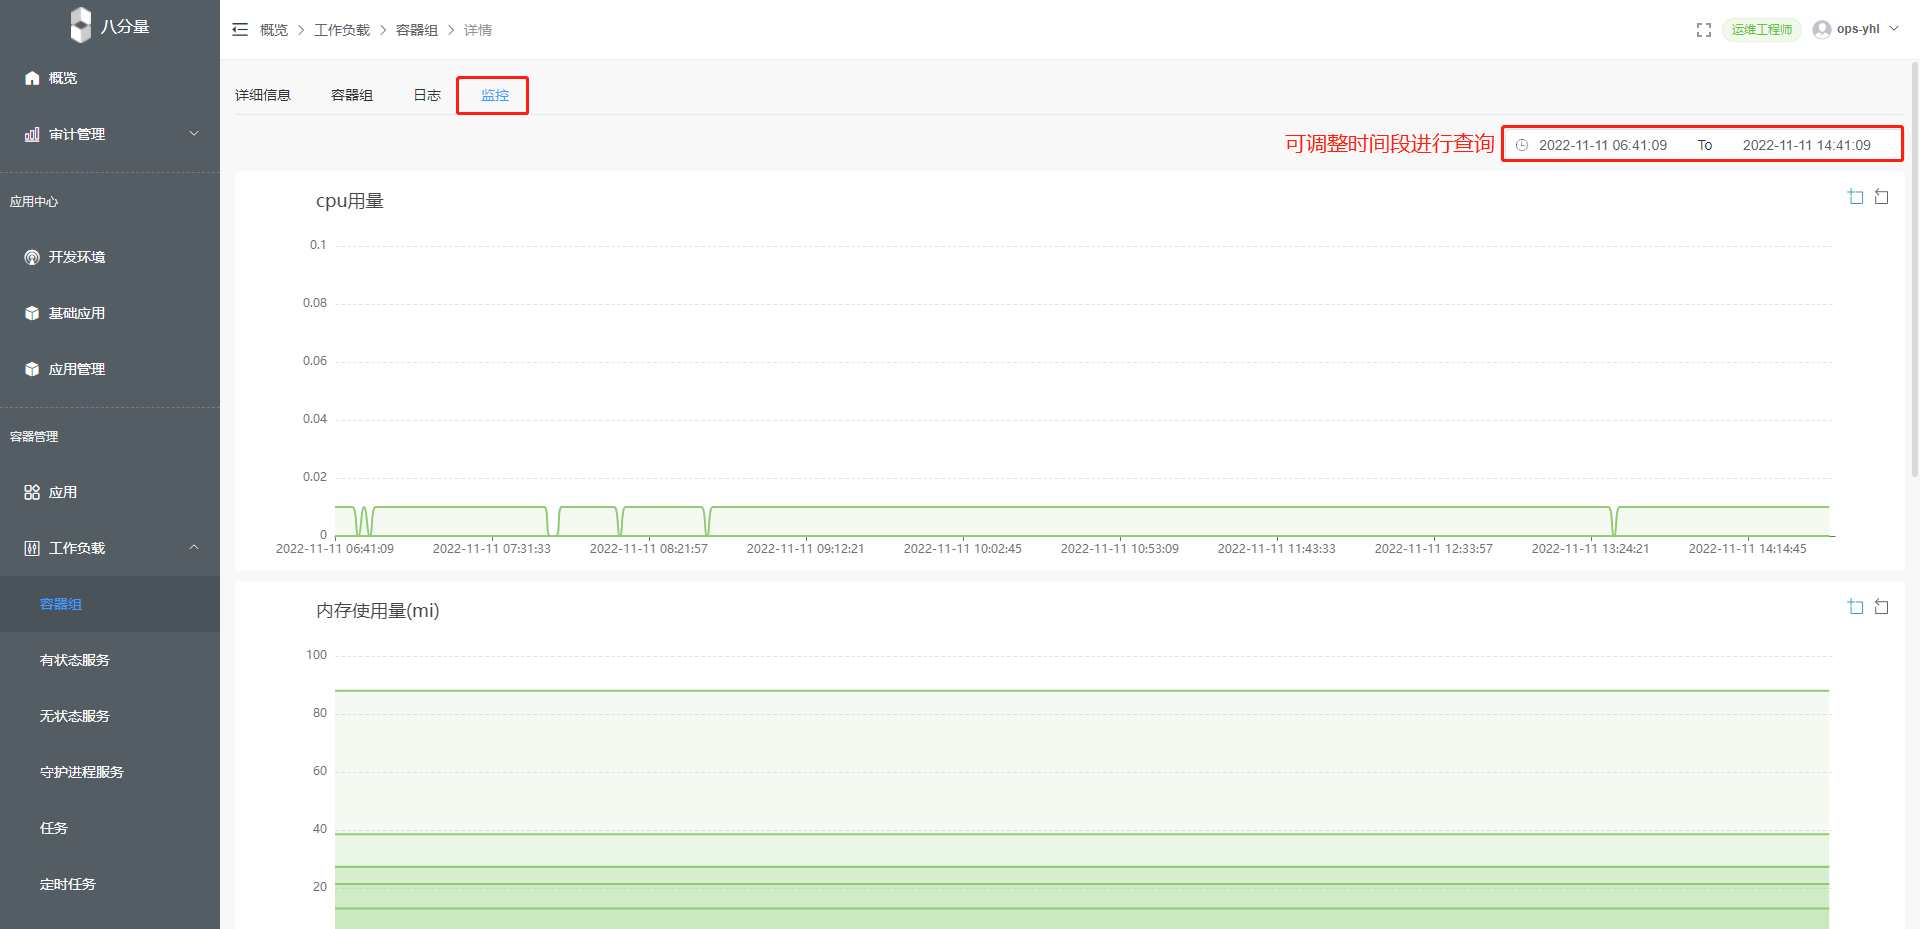 八分量
概览
审计管理
应用中心
开发环境
基础应用
应用管理
容器管理
应用
工作负载
容器组
有状态服务
无状态服务
守护进程服务
任务
定时任务
概览 > 工作负载 > 容器组 > 详情
运维工程师
ops-yhl
详细信息 容器组 日志 监控
可调整时间段进行查询 2022-11-11 06:41:09 To 2022-11-11 14:41:09
cpu用量
0.1
0.08
0.06
0.04
0.02
0
2022-11-11 06:41:09 2022-11-11 07:31:33 2022-11-11 08:21:57 2022-11-11 09:12:21 2022-11-11 10:02:45 2022-11-11 10:53:09 2022-11-11 11:43:33 2022-11-11 12:33:57 2022-11-11 13:24:21 2022-11-11 14:14:45
内存使用量(mi)
100
80
60
40
20